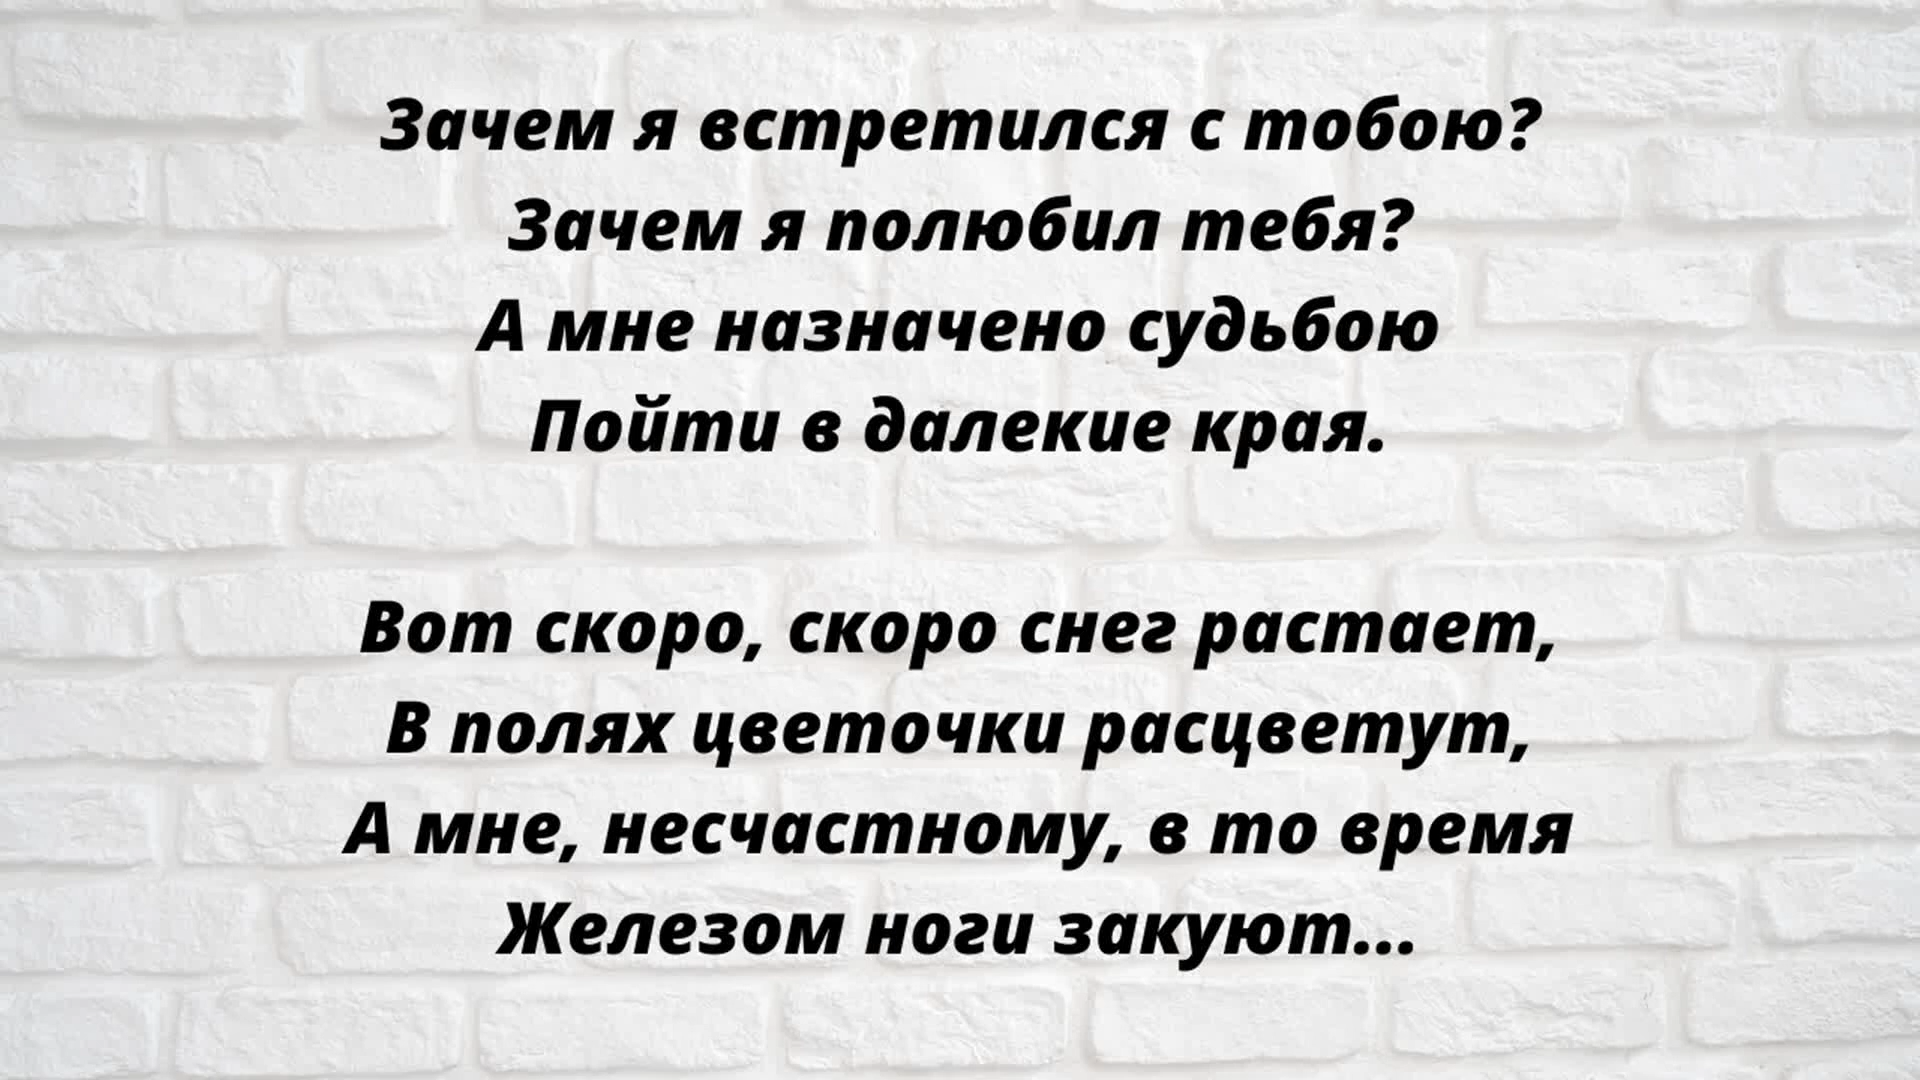 Зачем я встретился с тобою?
Зачем я полюбил тебя?
А мне назначено судьбою
Пойти в далекие края.
Вот скоро, скоро снег растает,
В полях цветочки расцветут,
А мне, несчастному, в то время
Железом ноги закуют...